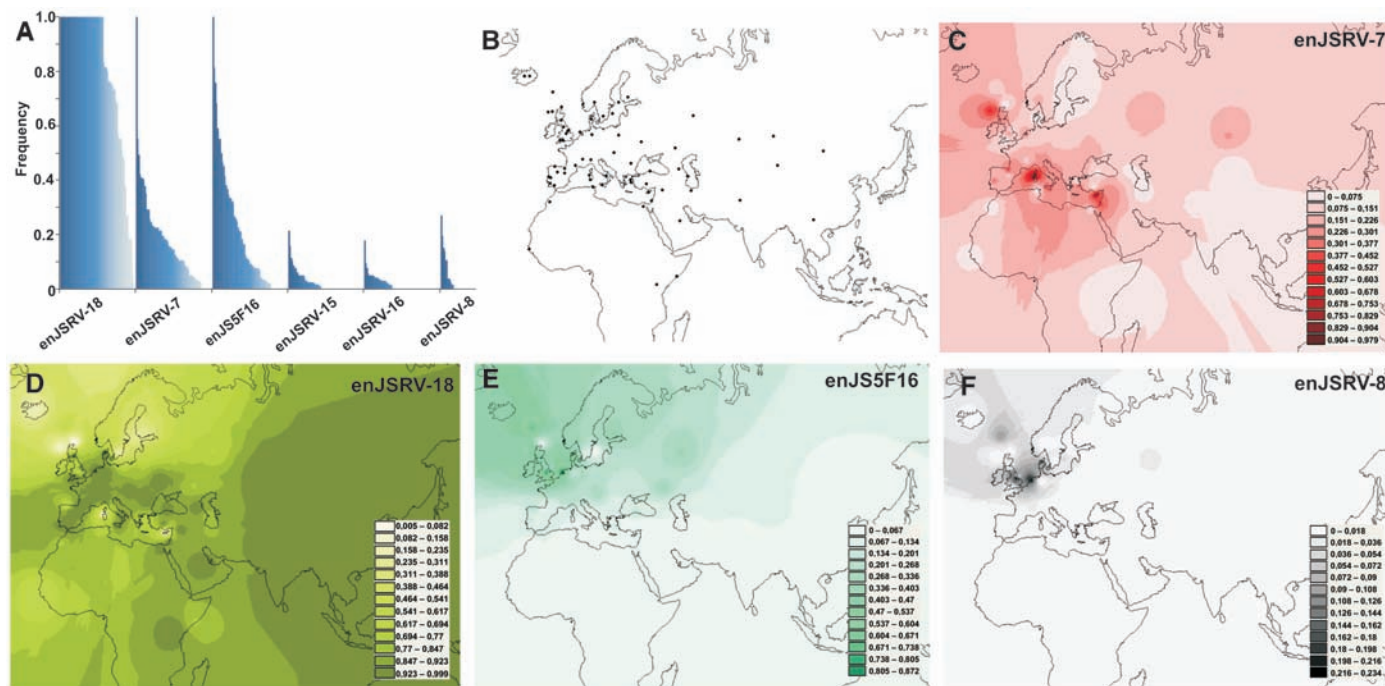 A
Frequency
1.0
0.8
0.6
0.4
0.2
0
enJSRV-18
enJSRV-7
enJS5F16
enJSRV-15
enJSRV-16
enJSRV-8
B
C
enJSRV-7
0 – 0,075
0,075 – 0,151
0,151 – 0,226
0,226 – 0,301
0,301 – 0,377
0,377 – 0,452
0,452 – 0,527
0,527 – 0,603
0,603 – 0,678
0,678 – 0,753
0,753 – 0,829
0,829 – 0,904
0,904 – 0,979
D
enJSRV-18
0,005 – 0,082
0,082 – 0,158
0,158 – 0,235
0,235 – 0,311
0,311 – 0,388
0,388 – 0,464
0,464 – 0,541
0,541 – 0,617
0,617 – 0,694
0,694 – 0,77
0,77 – 0,847
0,847 – 0,923
0,923 – 0,999
E
enJS5F16
0 – 0,067
0,067 – 0,134
0,134 – 0,201
0,201 – 0,268
0,268 – 0,336
0,336 – 0,403
0,403 – 0,47
0,47 – 0,537
0,537 – 0,604
0,604 – 0,671
0,671 – 0,738
0,738 – 0,805
0,805 – 0,872
F
enJSRV-8
0 – 0,018
0,018 – 0,036
0,036 – 0,054
0,054 – 0,072
0,072 – 0,09
0,09 – 0,108
0,108 – 0,126
0,126 – 0,144
0,144 – 0,162
0,162 – 0,18
0,18 – 0,198
0,198 – 0,216
0,216 – 0,234